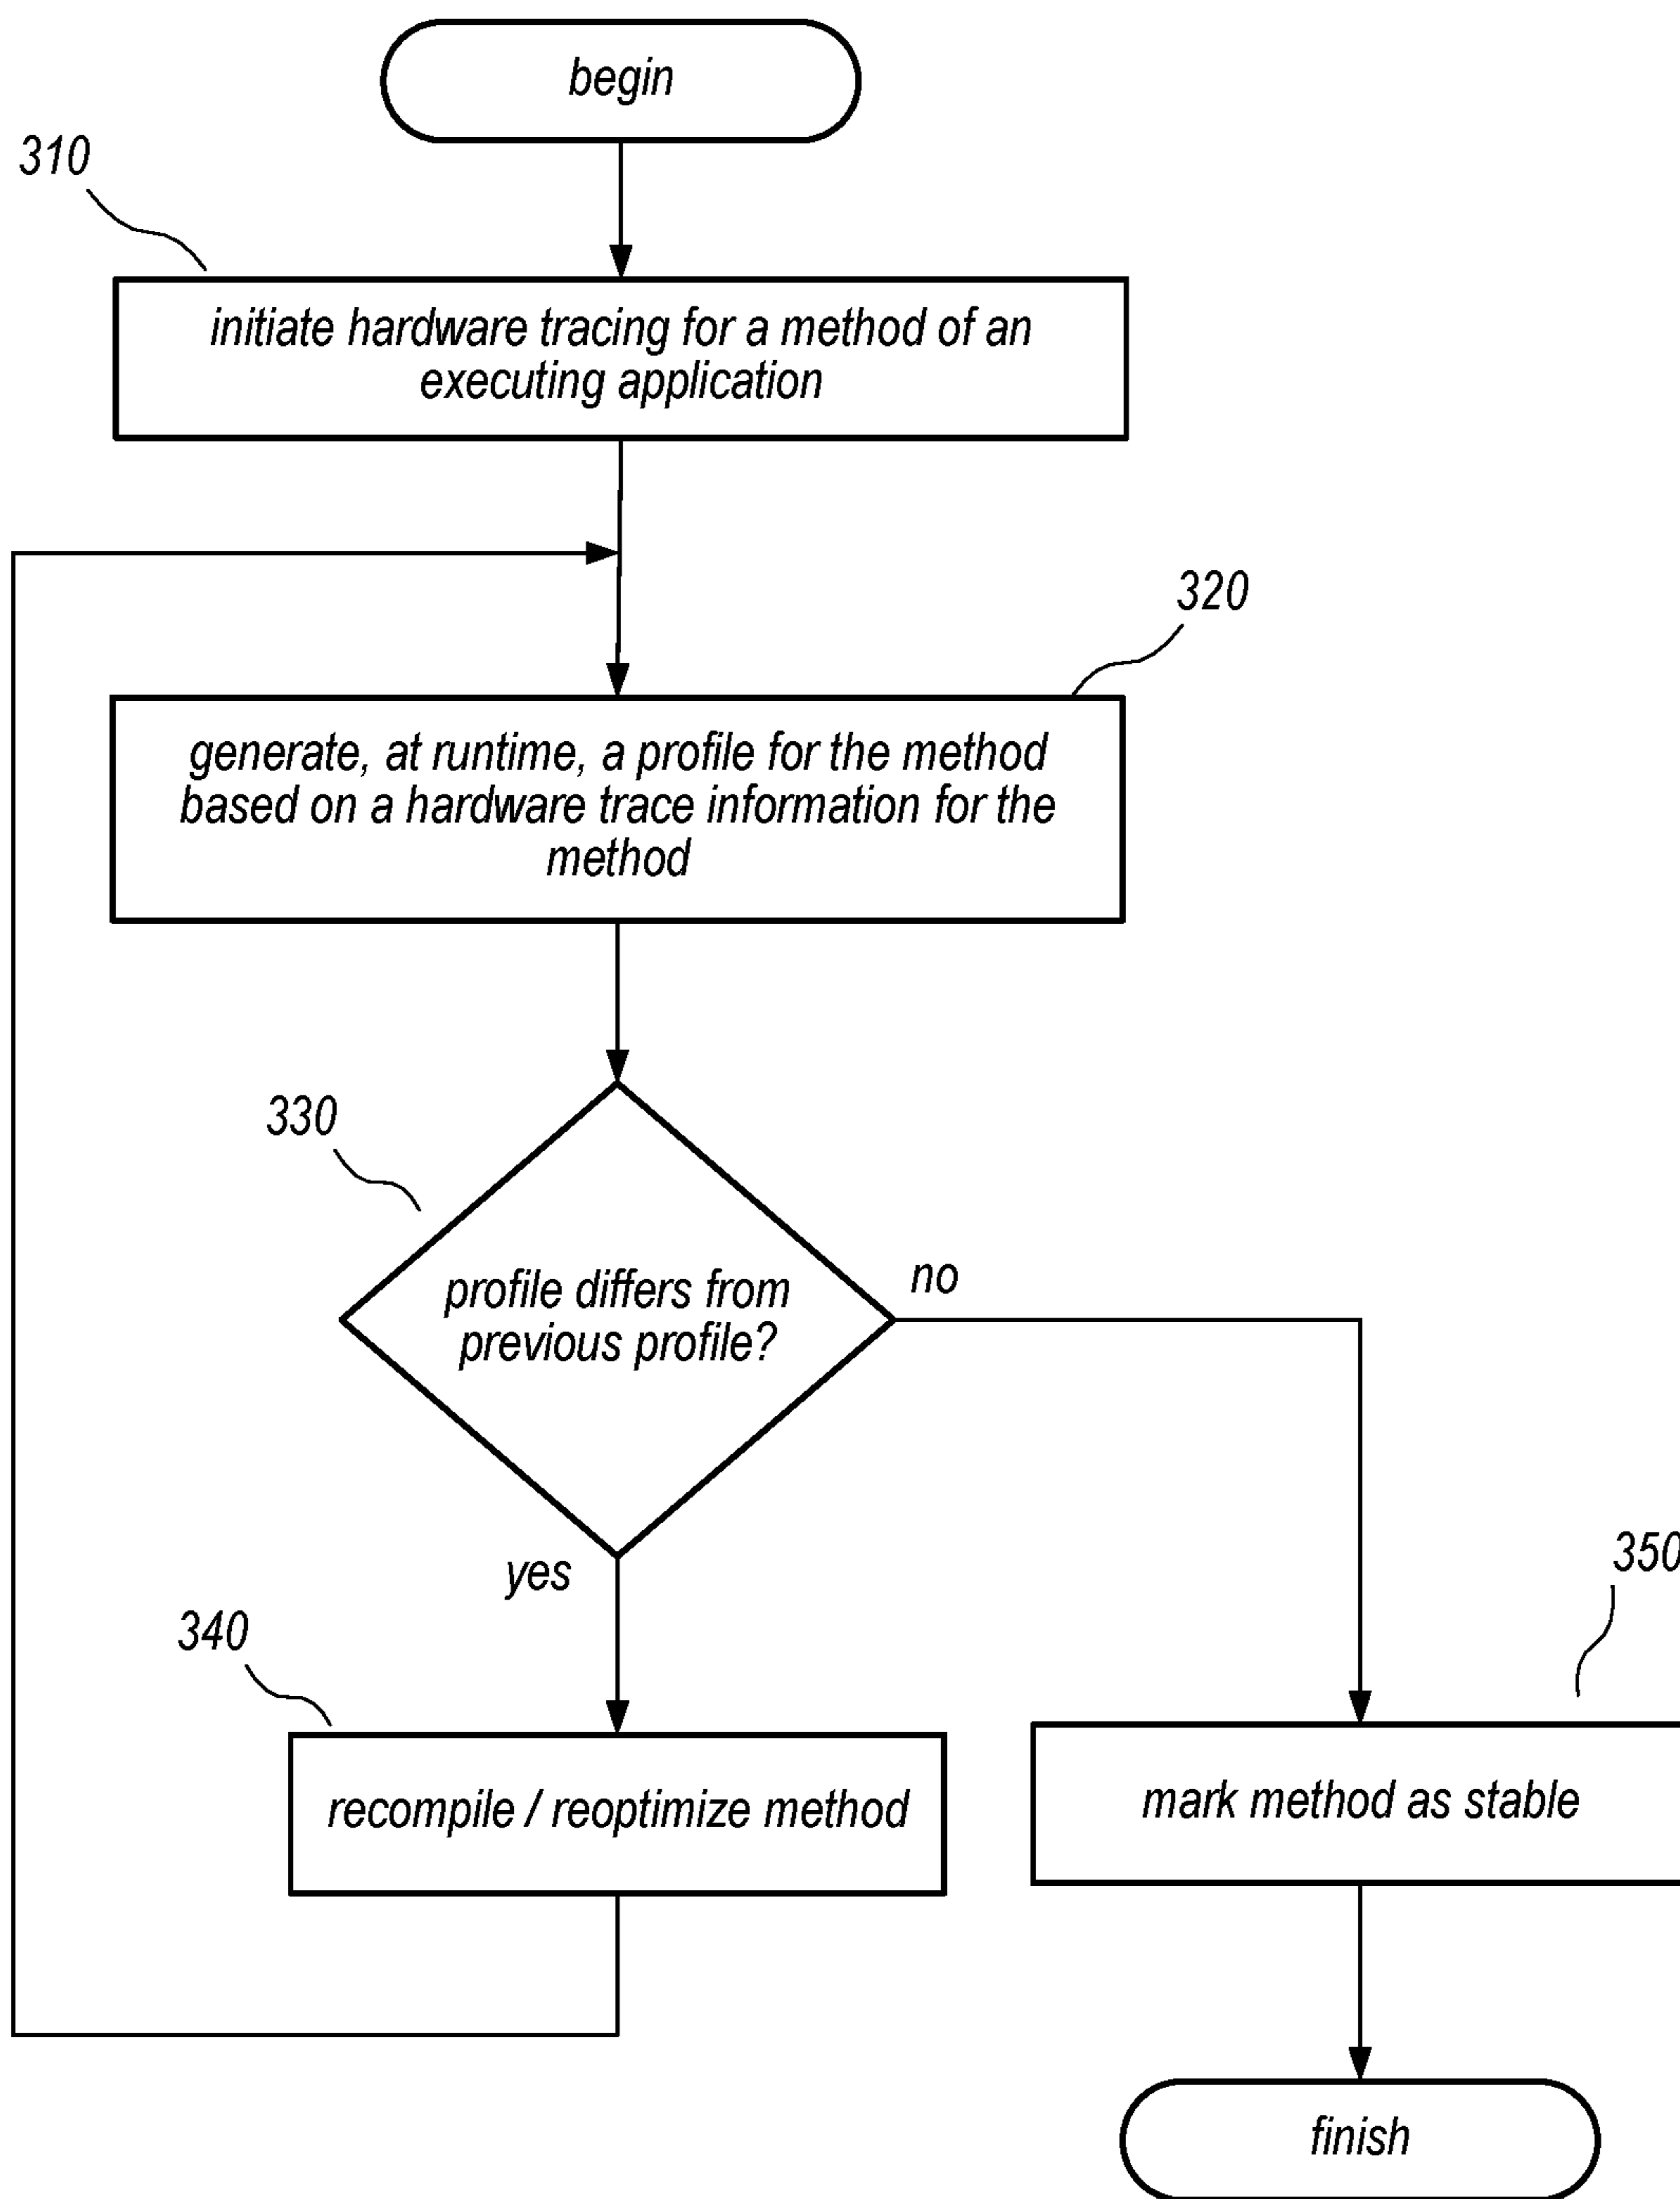 begin
310
initiate hardware tracing for a method of an
executing application
320
generate, at runtime, a profile for the method
based on a hardware trace information for the
method
330
profile differs from
previous profile?
no
yes
340
recompile / reoptimize method
350
mark method as stable
finish